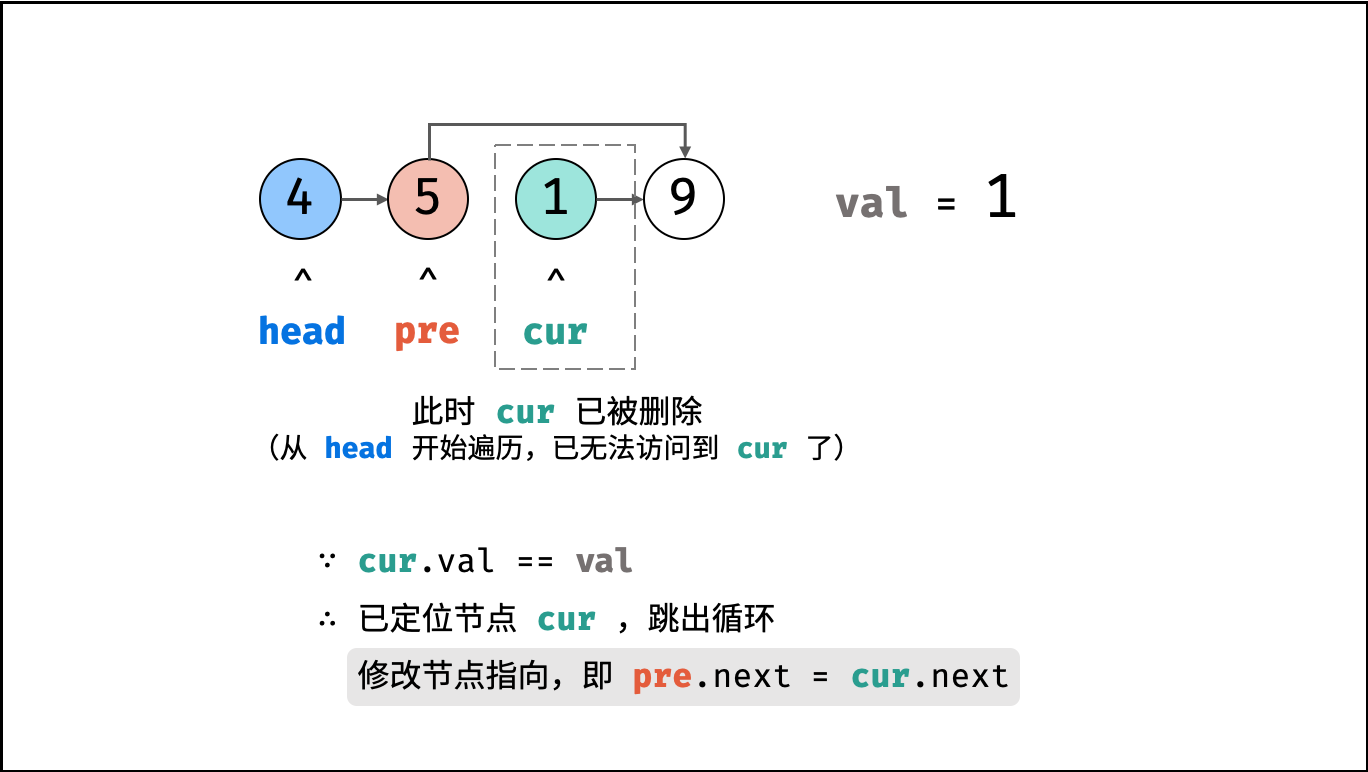 4 5 1 9 val = 1
^ ^ ^
head pre cur
此时 cur 已被删除
（从 head 开始遍历，已无法访问到 cur 了）
∵ cur.val == val
∴ 已定位节点 cur ，跳出循环
修改节点指向，即 pre.next = cur.next